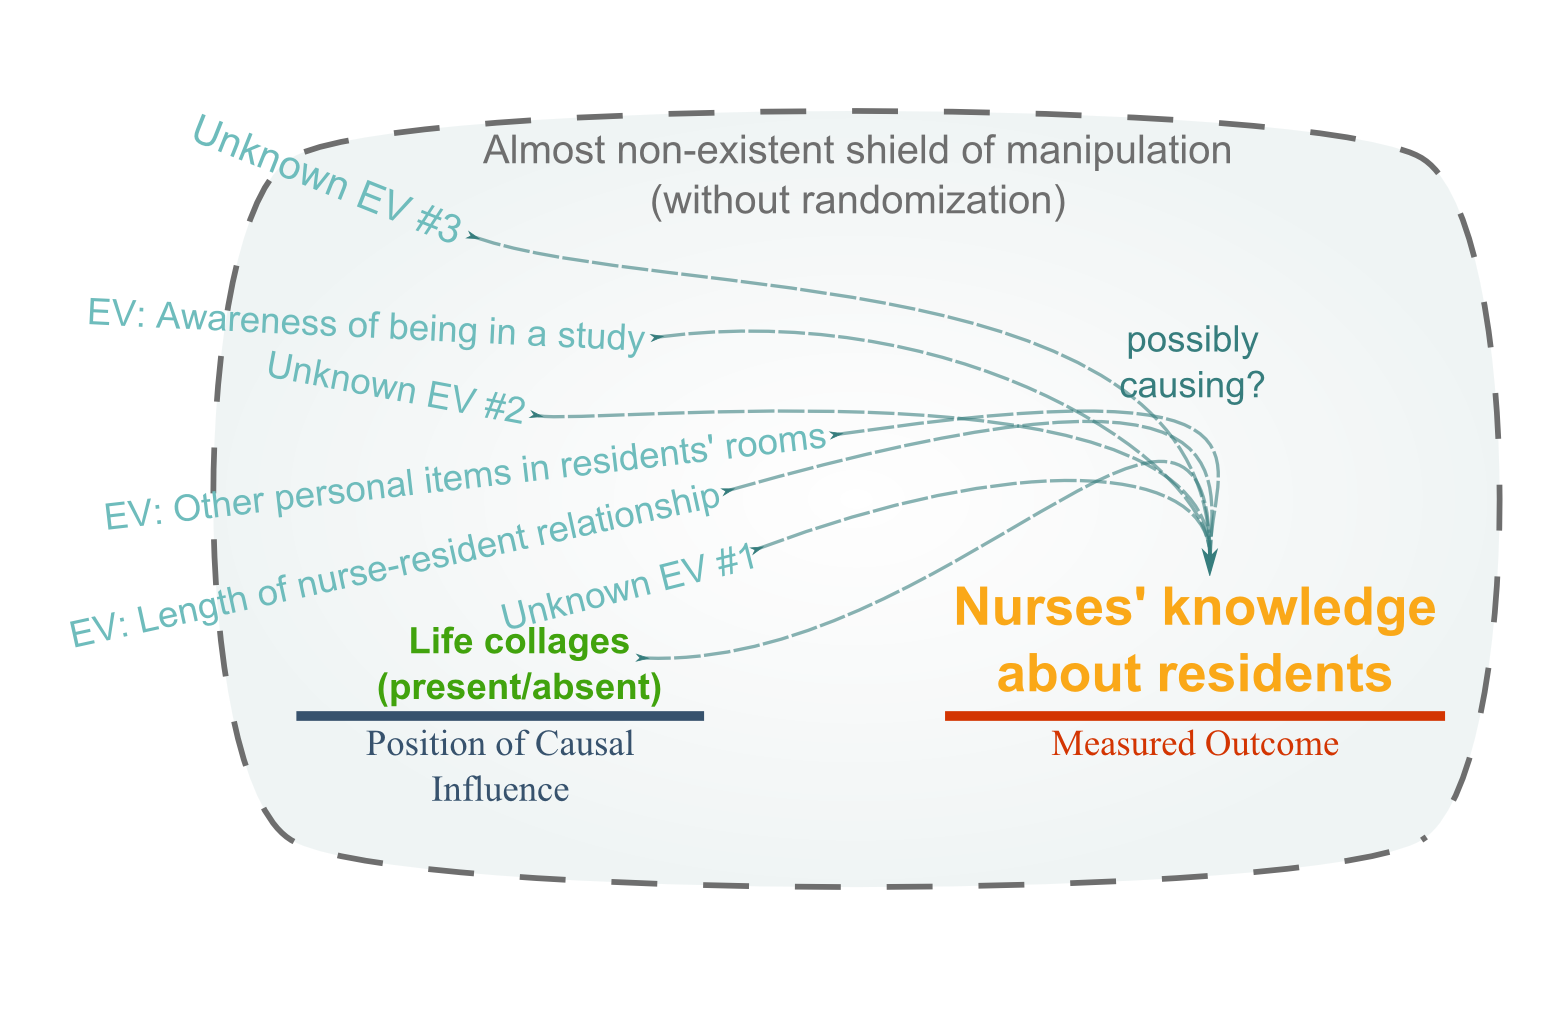 Almost non-existent shield of manipulation
(without randomization)
Unknown EV #3
EV: Awareness of being in a study
Unknown EV #2
EV: Other personal items in residents' rooms
EV: Length of nurse-resident relationship
Unknown EV #1
possibly
causing?
Life collages
(present/absent)
Position of Causal
Influence
Nurses' knowledge
about residents
Measured Outcome